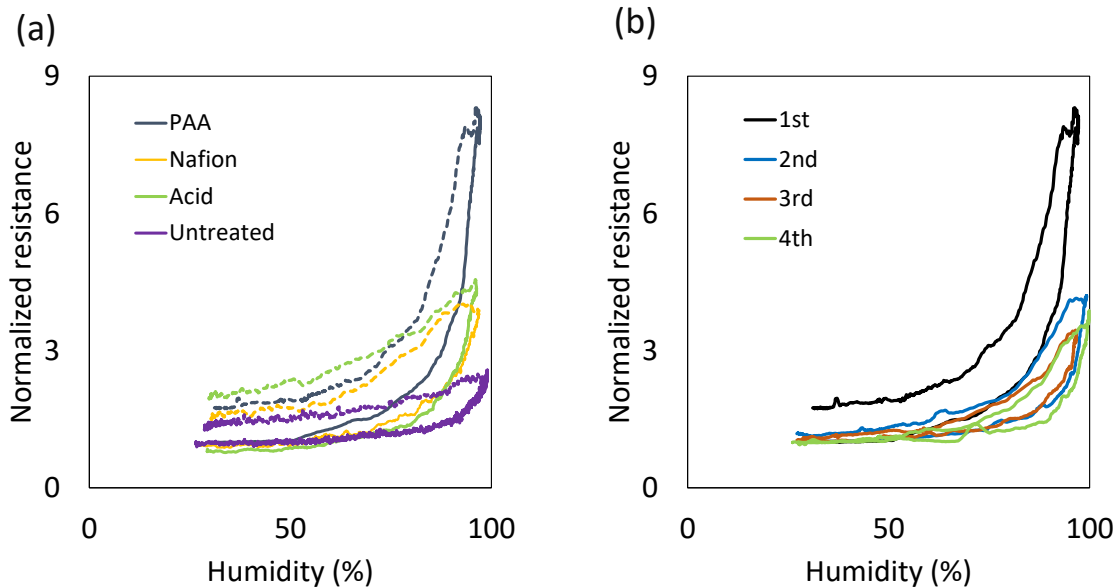 (a)
9
6
3
0
Normalized resistance
PAA
Nafion
Acid
Untreated
0 50 100
Humidity (%)
(b)
9
6
3
0
Normalized resistance
1st
2nd
3rd
4th
0 50 100
Humidity (%)